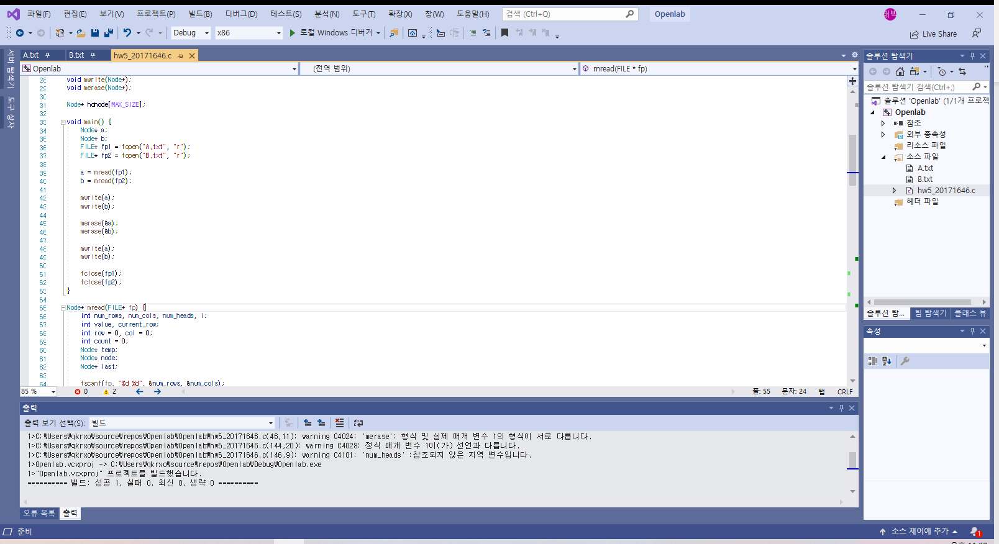 파일(F) 편집(E) 보기(V) 프로젝트(P) 빌드(B) 디버그(D) 테스트(S) 분석(N) 도구(T) 확장(X) 창(W) 도움말(H) 검색 (Ctrl+Q) Openlab
Debug x86 로컬 Windows 디버거 Live Share
서버 탐색기
도구 상자
A.txt B.txt hw5_20171646.c
Openlab (전역 범위) mread(FILE * fp)
28 void mwrite(Node*);
29 void merase(Node*);
30
31 Node* hdnode[MAX_SIZE];
32
33 void main() {
34 Node* a;
35 Node* b;
36 FILE* fp1 = fopen("A.txt", "r");
37 FILE* fp2 = fopen("B.txt", "r");
38
39 a = mread(fp1);
40 b = mread(fp2);
41
42 mwrite(a);
43 mwrite(b);
44
45 merase(&a);
46 merase(&b);
47
48 mwrite(a);
49 mwrite(b);
50
51 fclose(fp1);
52 fclose(fp2);
53 }
54
55 Node* mread(FILE* fp) {
56 int num_rows, num_cols, num_heads, i;
57 int value, current_row;
58 int row = 0, col = 0;
59 int count = 0;
60 Node* temp;
61 Node* node;
62 Node* last;
63
64 fscanf(fp, "%d %d", &num_rows, &num_cols);
85 % 0 2 줄: 55 문자: 24 탭 CRLF
출력
출력 보기 선택(S): 빌드
1>C:\Users\qkrxo\source\repos\Openlab\Openlab\hw5_20171646.c(46,11): warning C4024: 'merase': 형식 및 실제 매개 변수 1의 형식이 서로 다릅니다.
1>C:\Users\qkrxo\source\repos\Openlab\Openlab\hw5_20171646.c(144,20): warning C4028: 정식 매개 변수 1이(가) 선언과 다릅니다.
1>C:\Users\qkrxo\source\repos\Openlab\Openlab\hw5_20171646.c(146,9): warning C4101: 'num_heads' :참조되지 않은 지역 변수입니다.
1>Openlab.vcxproj -> C:\Users\qkrxo\source\repos\Openlab\Debug\Openlab.exe
1>"Openlab.vcxproj" 프로젝트를 빌드했습니다.
========== 빌드: 성공 1, 실패 0, 최신 0, 생략 0 ==========
오류 목록 출력
솔루션 탐색기
솔루션 탐색기 검색(Ctrl+;)
솔루션 'Openlab' (1/1개 프로젝
Openlab
참조
외부 종속성
리소스 파일
소스 파일
A.txt
B.txt
hw5_20171646.c
헤더 파일
솔루션 탐... 팀 탐색기 클래스 뷰
속성
준비 소스 제어에 추가 1